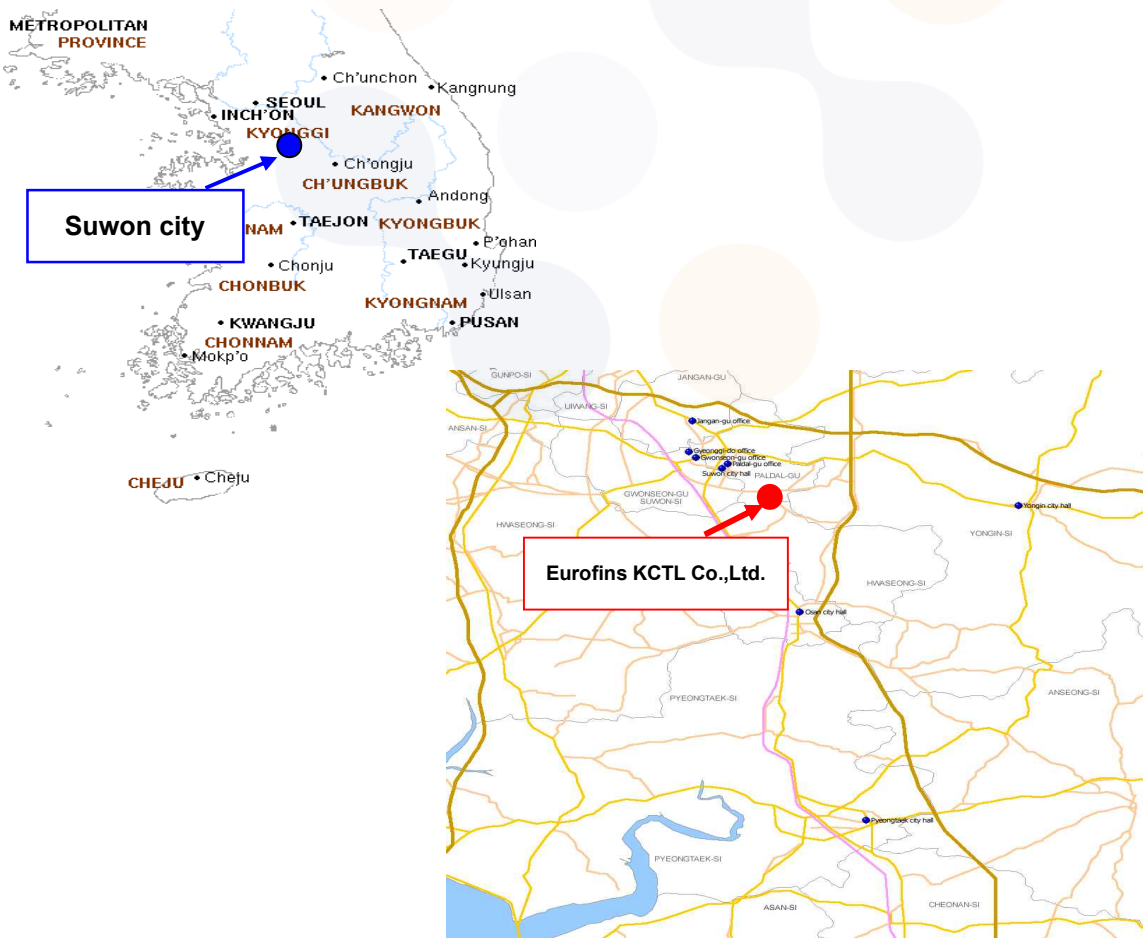 METROPOLITAN
PROVINCE
Ch'unchon
Kangnung
SEOUL
INCH'ON
KANGWON
KYONGGI
Ch'ongju
CH'UNGBUK
Andong
Suwon city
NAM
TAEJON
KYONGBUK
P'ohan
TAEGU
Kyungju
Chonju
CHONBUK
Ulsan
KYONGNAM
KWANGJU
PUSAN
CHONNAM
Mokp'o
CHEJU
Cheju
GUNPO-SI
JANGAN-GU
UIWANG-SI
ANSAN-SI
Jangan-gu office
Gyeonggi-do office
Gwonseon-gu office
Paldal-gu office
Suwon city hall
PALDAL-GU
GWONSEON-GU
SUWON-SI
Yongin city hall
HWASEONG-SI
YONGIN-SI
Eurofins KCTL Co.,Ltd.
HWASEONG-SI
Osan city hall
PYEONGTAEK-SI
ANSEONG-SI
Pyeongtaek city hall
PYEONGTAEK-SI
ASAN-SI
CHEONAN-SI